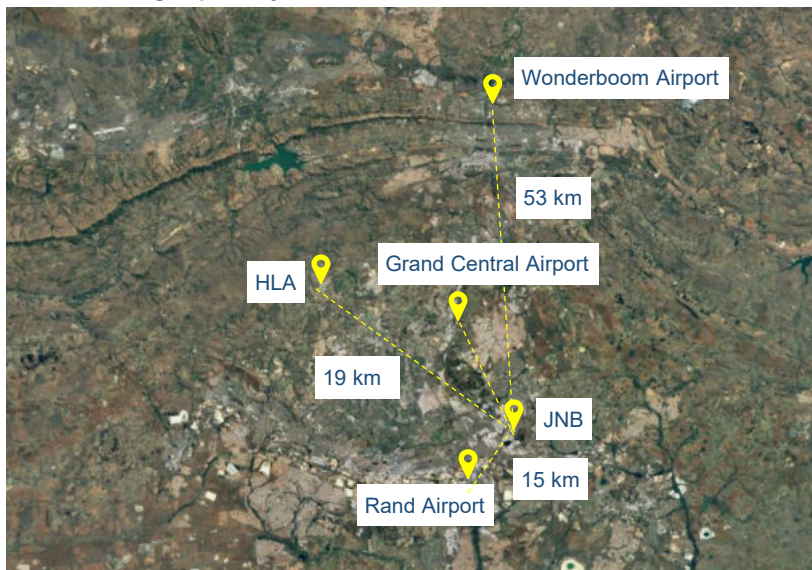 Wonderboom Airport
53 km
Grand Central Airport
HLA
19 km
JNB
15 km
Rand Airport